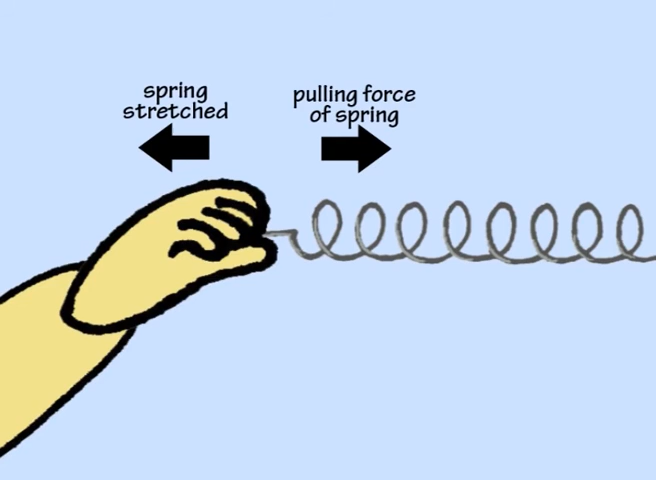 spring
stretched
pulling force
of spring